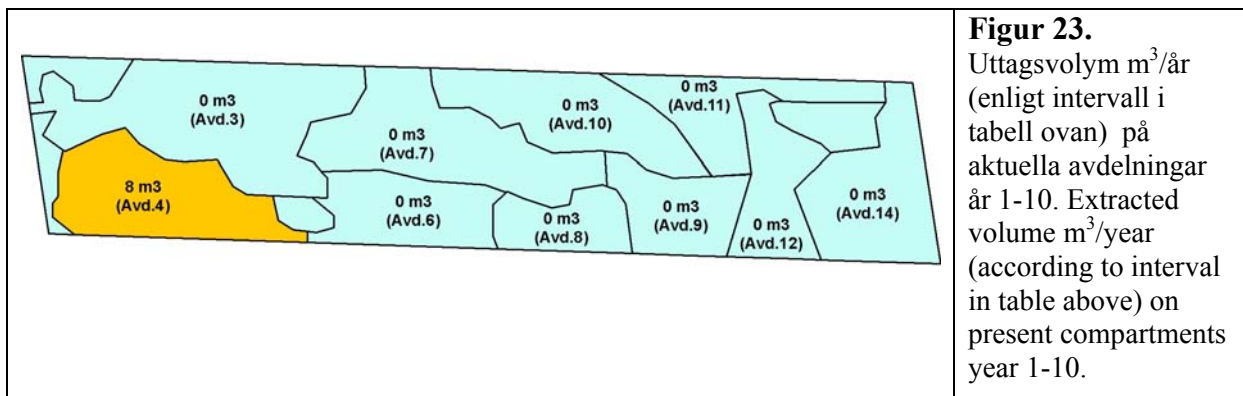 0 m3
(Avd.3)
8 m3
(Avd.4)
0 m3
(Avd.7)
0 m3
(Avd.6)
0 m3
(Avd.10)
0 m3
(Avd.8)
0 m3
(Avd.11)
0 m3
(Avd.9)
0 m3
(Avd.12)
0 m3
(Avd.14)
Figur 23.
Uttagsvolym m³/år
(enligt intervall i
tabell ovan) på
aktuella avdelningar
år 1-10. Extracted
volume m³/year
(according to interval
in table above) on
present compartments
year 1-10.